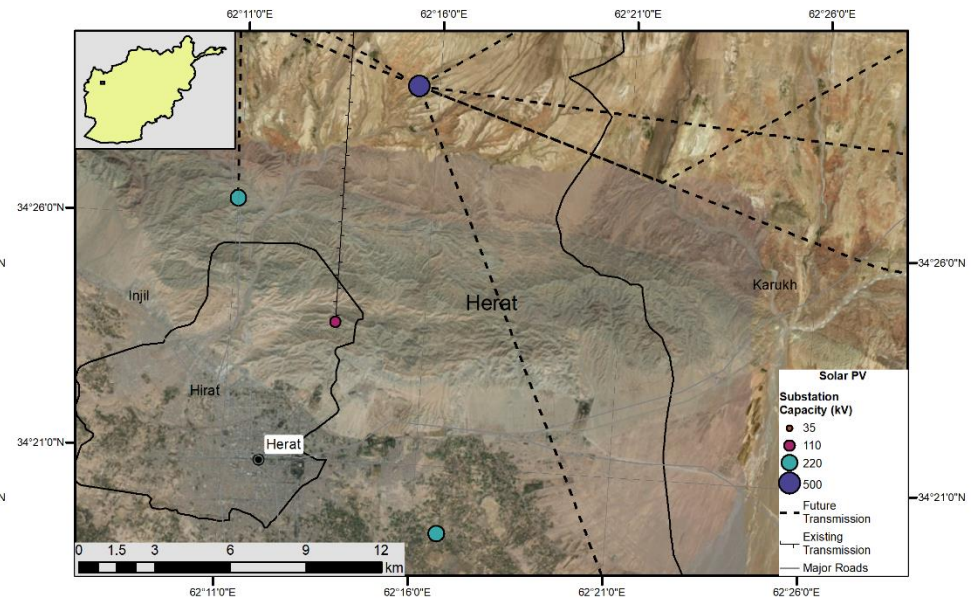 62°11'0"E
62°16'0"E
62°21'0"E
62°26'0"E
34°26'0"N
N
34°26'0"N
Karukh
Injil
Herat
Hirat
Solar PV
Substation
Capacity (kV)
35
110
220
500
Future
Transmission
Existing
Transmission
Major Roads
34°21'0"N
Herat
N
34°21'0"N
0 1.5 3 6 9 12
km
62°11'0"E
62°16'0"E
62°21'0"E
62°26'0"E